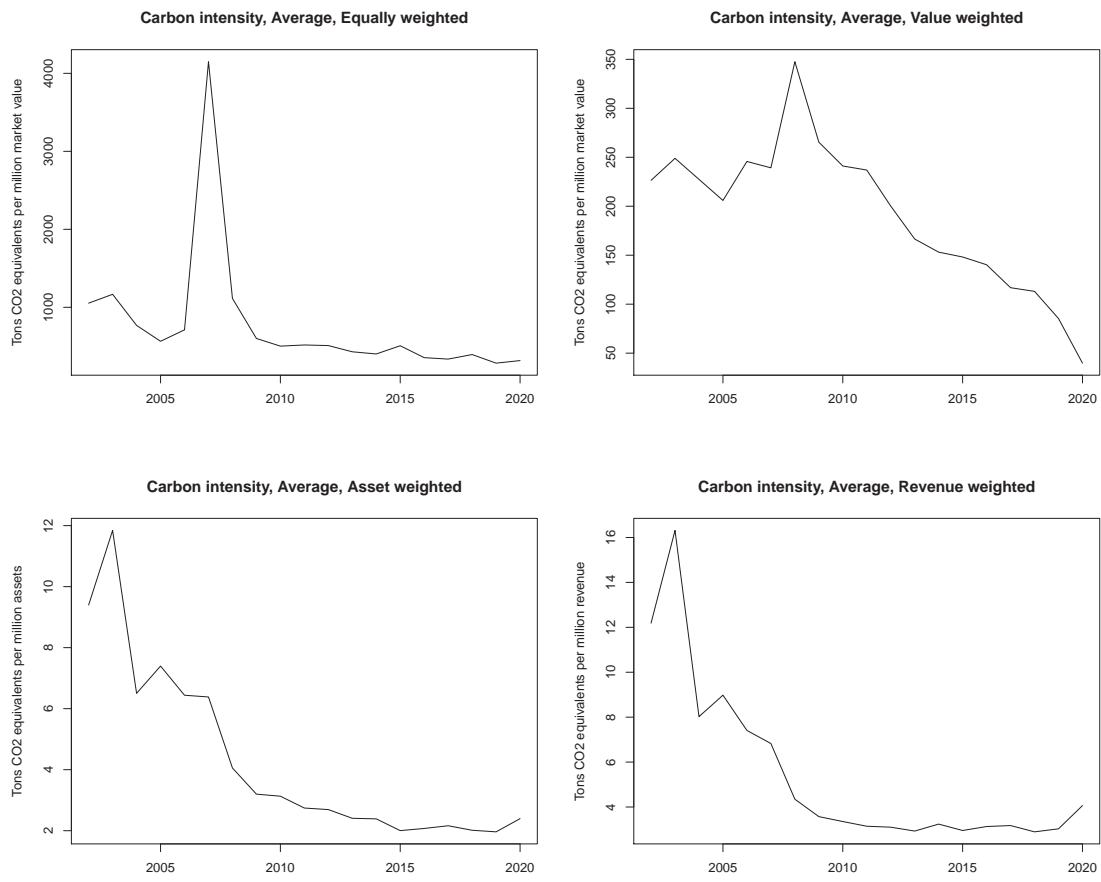 Carbon intensity, Average, Equally weighted
Tons CO2 equivalents per million market value
4000
3000
2000
1000
2005 2010 2015 2020
Carbon intensity, Average, Value weighted
Tons CO2 equivalents per million market value
350
300
250
200
150
100
50
2005 2010 2015 2020
Carbon intensity, Average, Asset weighted
Tons CO2 equivalents per million assets
12
10
8
6
4
2
2005 2010 2015 2020
Carbon intensity, Average, Revenue weighted
Tons CO2 equivalents per million revenue
16
14
12
10
8
6
4
2005 2010 2015 2020